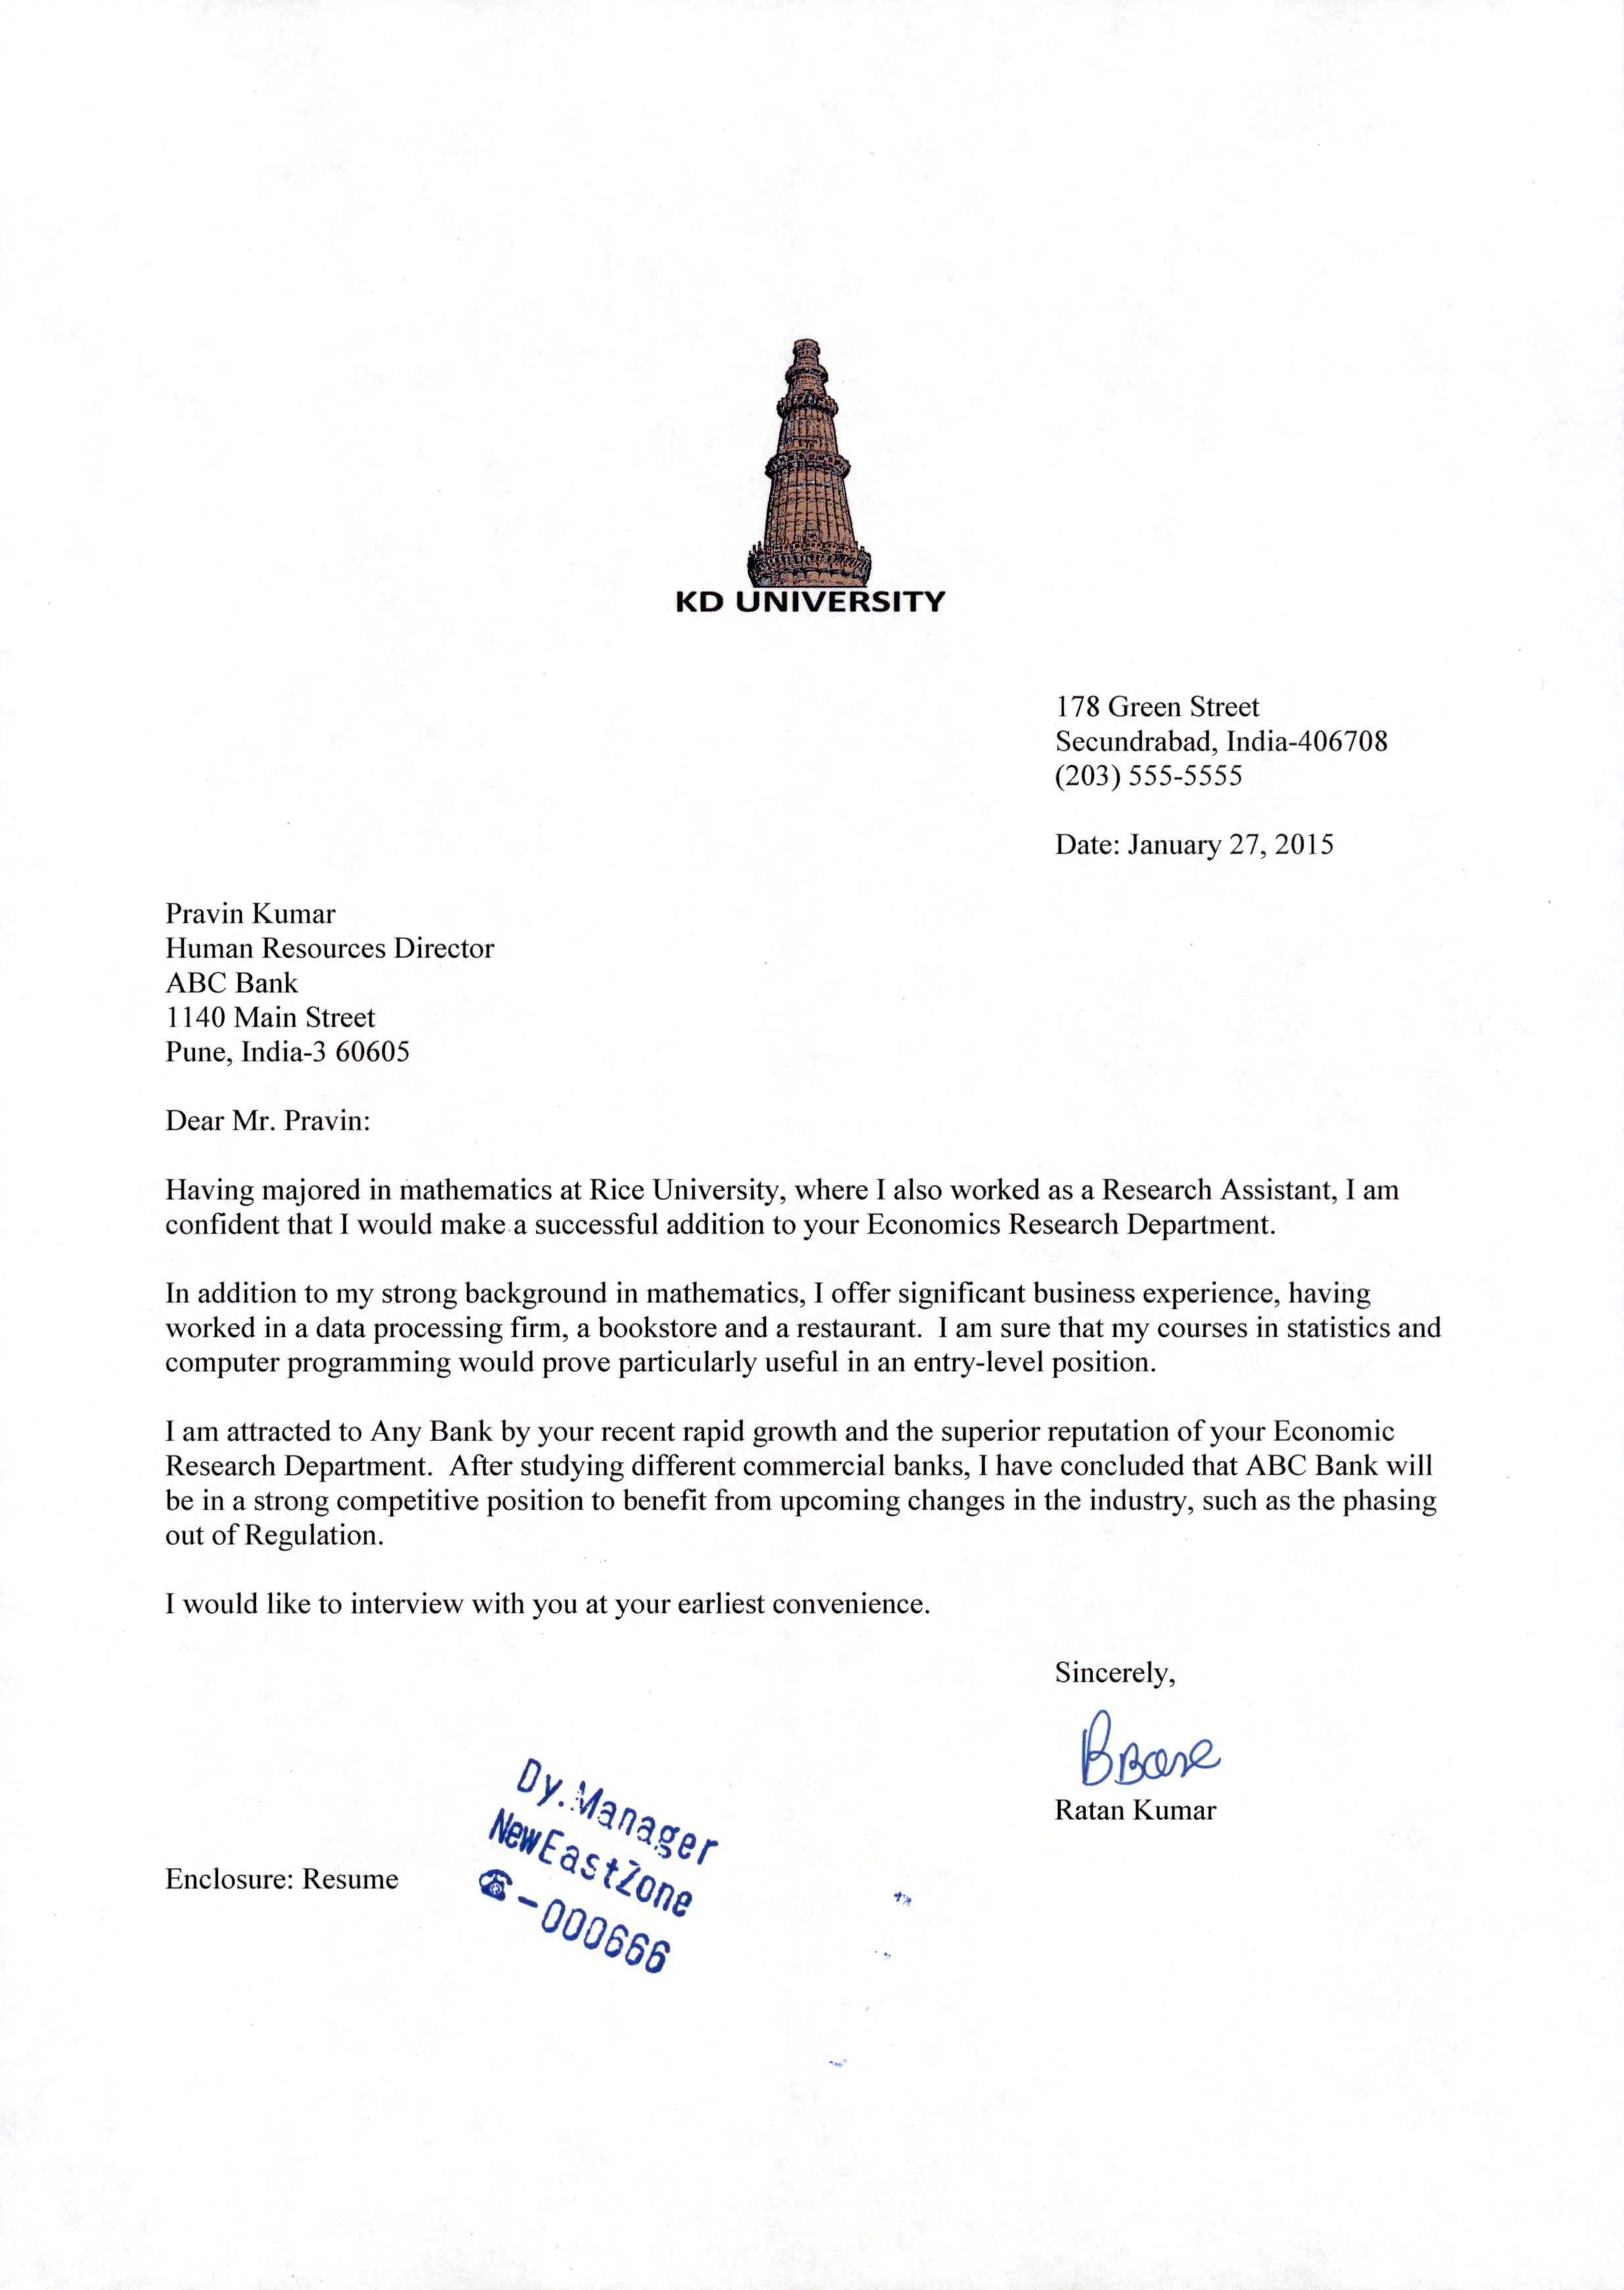 KD UNIVERSITY
178 Green Street
Secundrabad, India-406708
(203) 555-5555
Date: January 27, 2015
Pravin Kumar
Human Resources Director
ABC Bank
1140 Main Street
Pune, India-3 60605
Dear Mr. Pravin:
Having majored in mathematics at Rice University, where I also worked as a Research Assistant, I am
confident that I would make a successful addition to your Economics Research Department.
In addition to my strong background in mathematics, I offer significant business experience, having
worked in a data processing firm, a bookstore and a restaurant.  I am sure that my courses in statistics and
computer programming would prove particularly useful in an entry-level position.
I am attracted to Any Bank by your recent rapid growth and the superior reputation of your Economic
Research Department.  After studying different commercial banks, I have concluded that ABC Bank will
be in a strong competitive position to benefit from upcoming changes in the industry, such as the phasing
out of Regulation.
I would like to interview with you at your earliest convenience.
Sincerely,
BBose
Ratan Kumar
Enclosure: Resume
Dy.Manager
NewEastZone
☎-000666